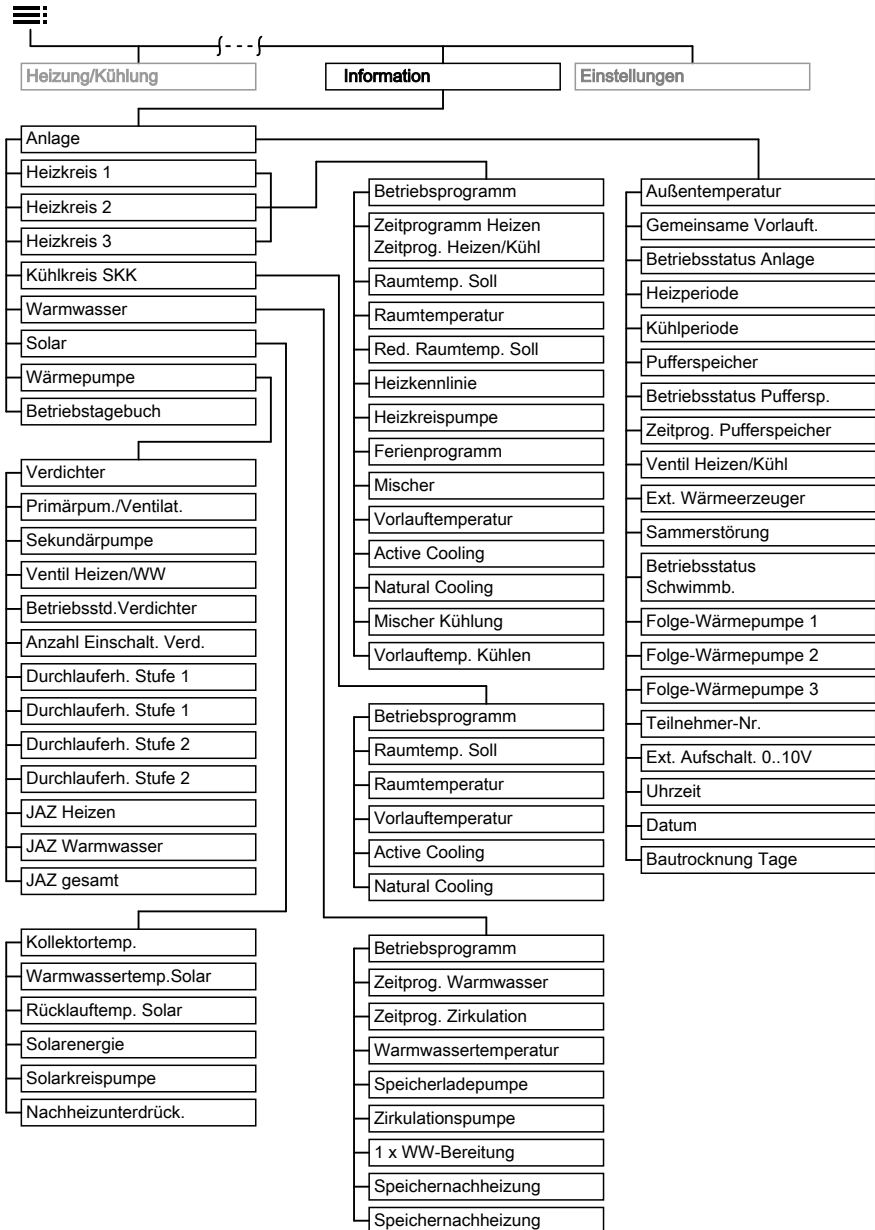 Heizung/Kühlung
Information
Einstellungen
Anlage
Heizkreis 1
Heizkreis 2
Heizkreis 3
Kühlkreis SKK
Warmwasser
Solar
Wärmepumpe
Betriebstagebuch
Verdichter
Primärpum./Ventilat.
Sekundärpumpe
Ventil Heizen/WW
Betriebsstd.Verdichter
Anzahl Einschalt. Verd.
Durchlauferh. Stufe 1
Durchlauferh. Stufe 1
Durchlauferh. Stufe 2
Durchlauferh. Stufe 2
JAZ Heizen
JAZ Warmwasser
JAZ gesamt
Kollektortemp.
Warmwassertemp.Solar
Rücklauftemp. Solar
Solarenergie
Solarkreispumpe
Nachheizunterdrück.
Betriebsprogramm
Zeitprogramm Heizen
Zeitprog. Heizen/Kühl
Raumtemp. Soll
Raumtemperatur
Red. Raumtemp. Soll
Heizkennlinie
Heizkreispumpe
Ferienprogramm
Mischer
Vorlauftemperatur
Active Cooling
Natural Cooling
Mischer Kühlung
Vorlauftemp. Kühlen
Betriebsprogramm
Raumtemp. Soll
Raumtemperatur
Vorlauftemperatur
Active Cooling
Natural Cooling
Betriebsprogramm
Zeitprog. Warmwasser
Zeitprog. Zirkulation
Warmwassertemperatur
Speicherladepumpe
Zirkulationspumpe
1 x WW-Bereitung
Speichernachheizung
Speichernachheizung
Außentemperatur
Gemeinsame Vorlauft.
Betriebsstatus Anlage
Heizperiode
Kühlperiode
Pufferspeicher
Betriebsstatus Puffersp.
Zeitprog. Pufferspeicher
Ventil Heizen/Kühl
Ext. Wärmeerzeuger
Sammerstörung
Betriebsstatus
Schwimmb.
Folge-Wärmepumpe 1
Folge-Wärmepumpe 2
Folge-Wärmepumpe 3
Teilnehmer-Nr.
Ext. Aufschalt. 0..10V
Uhrzeit
Datum
Bautrocknung Tage